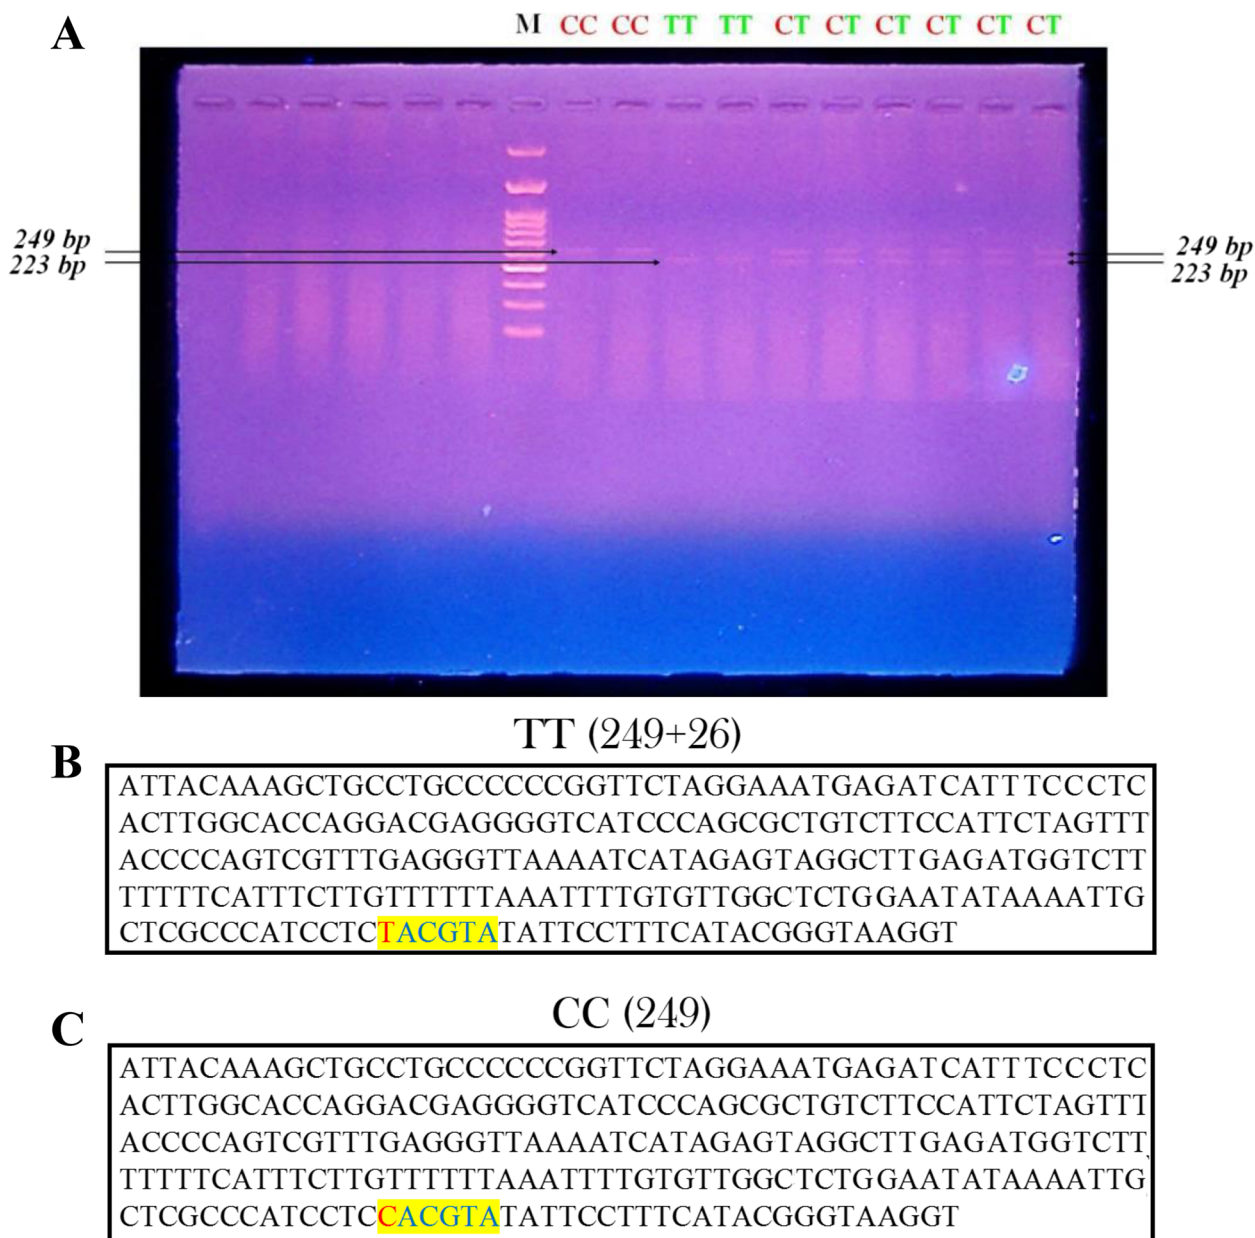 A
M CC CC TT TT CT CT CT CT CT CT
249 bp
223 bp
249 bp
223 bp
TT (249+26)
B
ATTACAAAGCTGCCTGCCCCCCGGTTCTAGGAAATGAGATCATTTCCCTC
ACTTGGCACCAGGACGAGGGGTCATCCCAGCGCTGTCTTCCATTCTAGTTT
ACCCCAGTCGTTTGAGGGTTAAAATCATAGAGTAGGCTTGAGATGGTCTT
TTTTTCATTTCTTGTTTTTTAAATTTTGTGTTGGCTCTGGAATATAAAATTG
CTCGCCCATCCTCTACGTATATTCCTTTCATACGGGTAAGGT
CC (249)
C
ATTACAAAGCTGCCTGCCCCCCGGTTCTAGGAAATGAGATCATTTCCCTC
ACTTGGCACCAGGACGAGGGGTCATCCCAGCGCTGTCTTCCATTCTAGTTT
ACCCCAGTCGTTTGAGGGTTAAAATCATAGAGTAGGCTTGAGATGGTCTT
TTTTTCATTTCTTGTTTTTTAAATTTTGTGTTGGCTCTGGAATATAAAATTG
CTCGCCCATCCTCCACGTATATTCCTTTCATACGGGTAAGGT